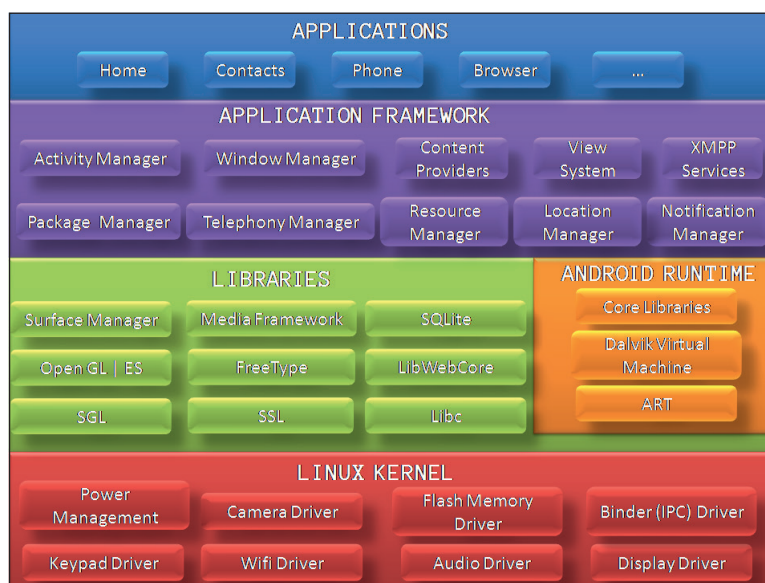 APPLICATIONS
Home
Contacts
Phone
Browser
...
APPLICATION FRAMEWORK
Activity Manager
Window Manager
Content
Providers
View
System
XMPP
Services
Package Manager
Telephony Manager
Resource
Manager
Location
Manager
Notification
Manager
LIBRARIES
Surface Manager
Media Framework
SQLite
Open GL | ES
FreeType
LibWebCore
SGL
SSL
Libc
ANDROID RUNTIME
Core Libraries
Dalvik Virtual
Machine
ART
LINUX KERNEL
Power
Management
Camera Driver
Flash Memory
Driver
Binder (IPC) Driver
Keypad Driver
Wifi Driver
Audio Driver
Display Driver